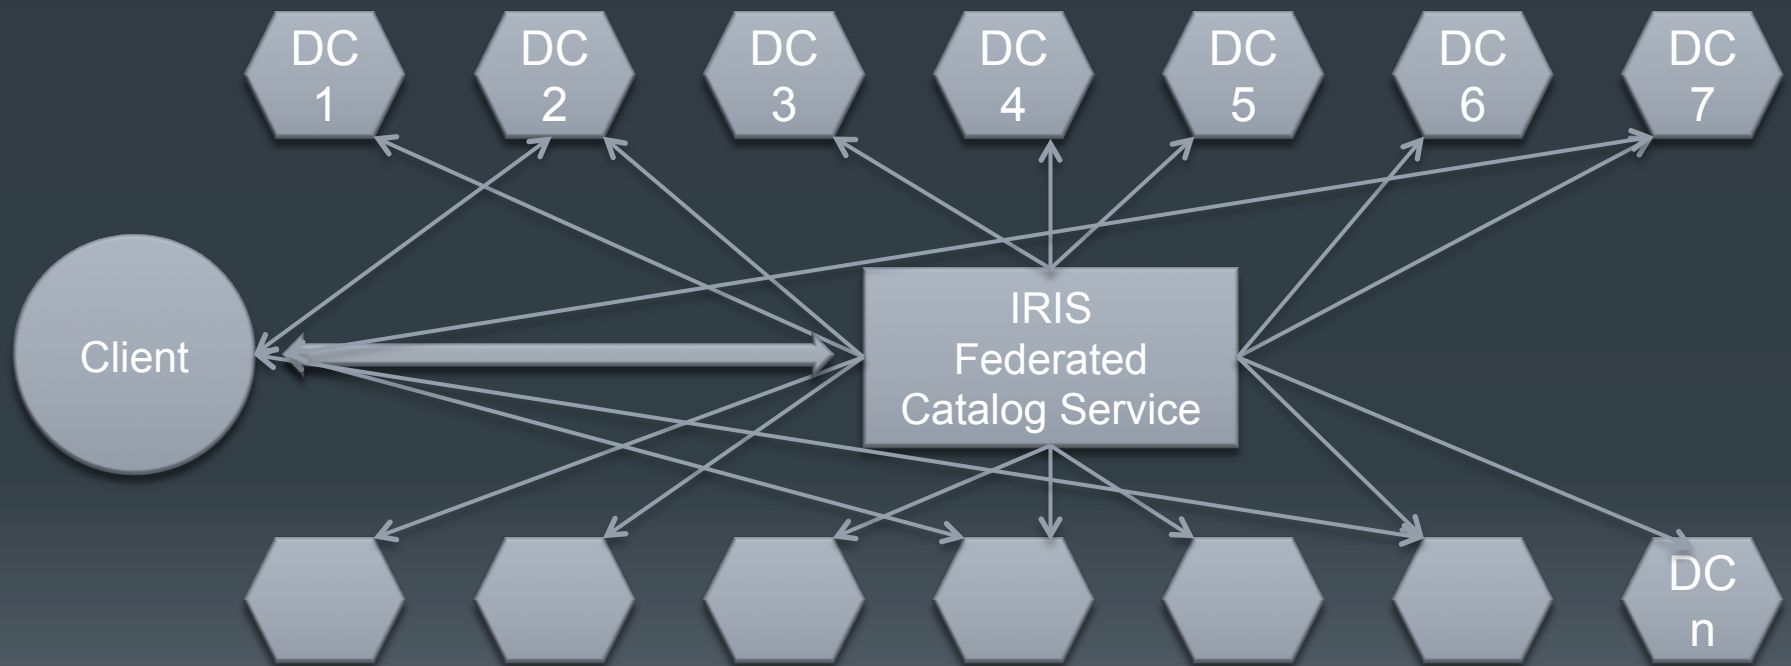 DC
1
DC
2
DC
3
DC
4
DC
5
DC
6
DC
7
Client
IRIS
Federated
Catalog Service
DC
n